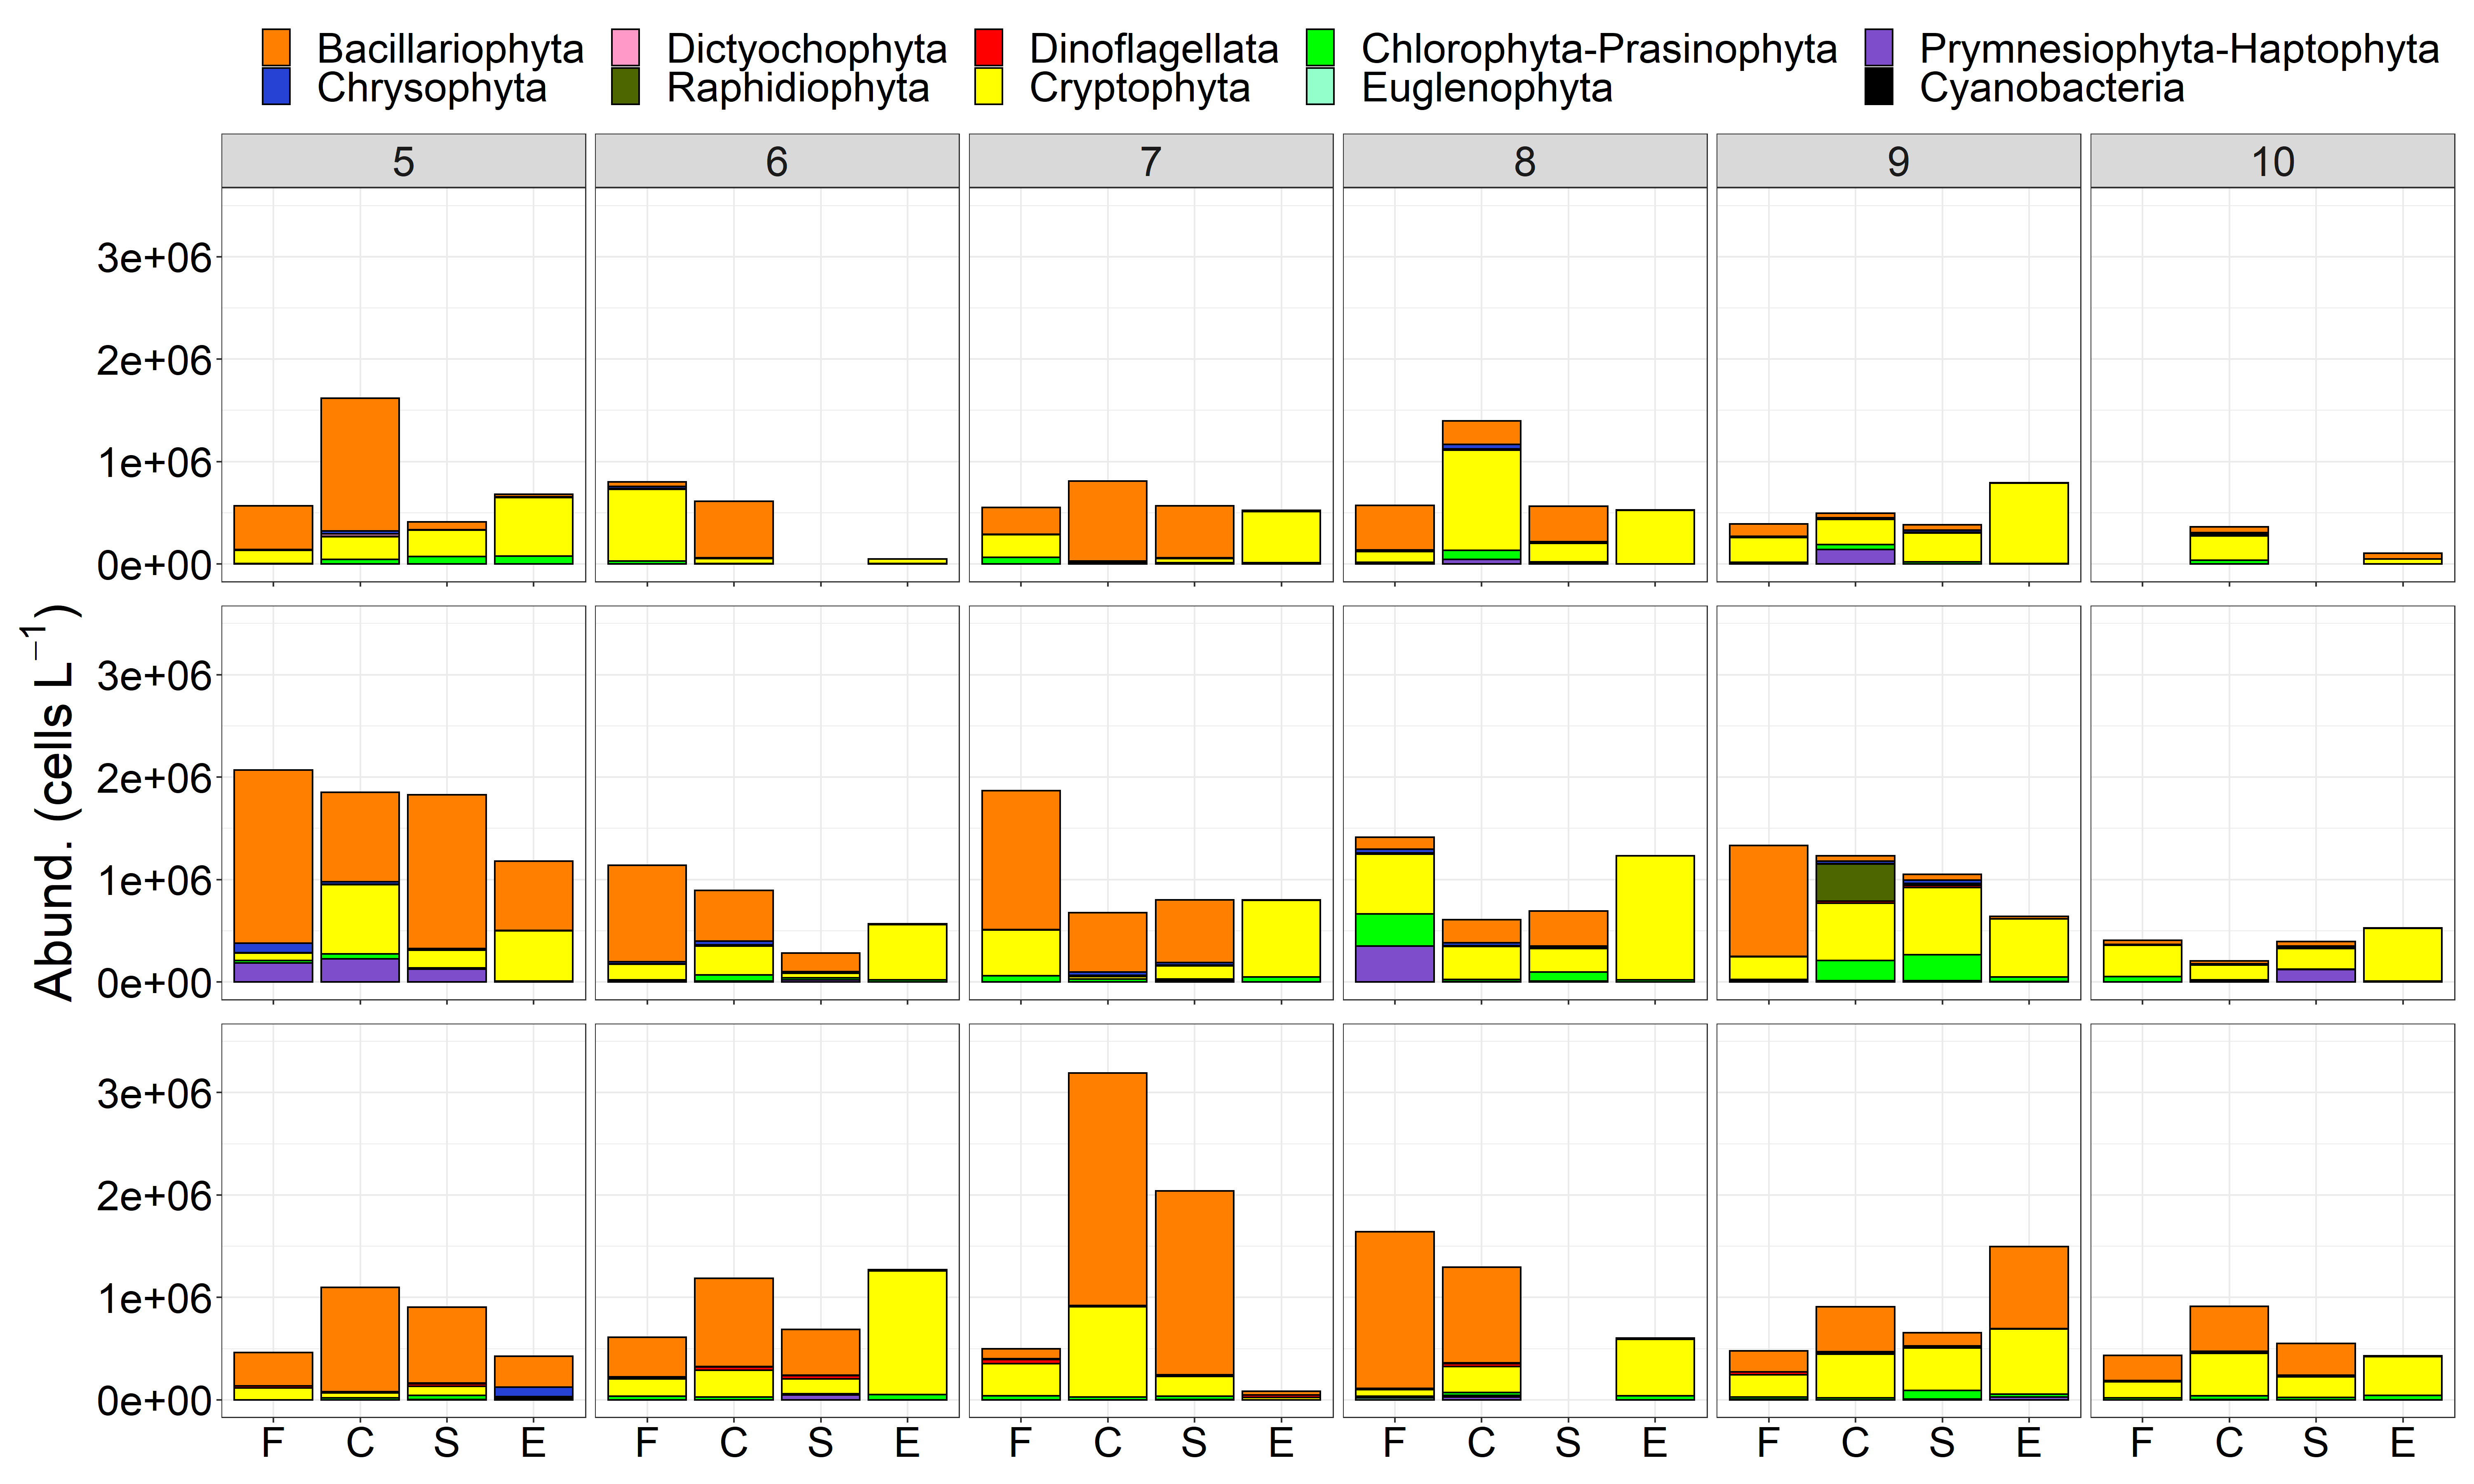 Bacillariophyta Dictyochophyta Dinoflagellata Chlorophyta-Prasinophyta Prymnesiophyta-Haptophyta
Chrysophyta Raphidiophyta Cryptophyta Euglenophyta Cyanobacteria
5 6 7 8 9 10
3e+06
2e+06
1e+06
0e+00
Abund. (cells L⁻¹)
3e+06
2e+06
1e+06
0e+00
3e+06
2e+06
1e+06
0e+00
F C S E F C S E F C S E F C S E F C S E F C S E